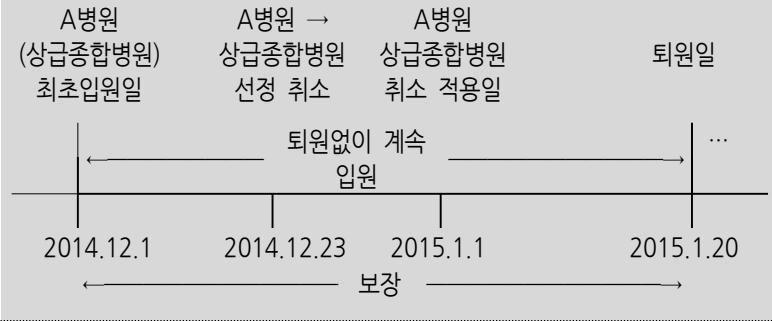 A병원
(상급종합병원)
최초입원일
A병원 →
상급종합병원
선정 취소
A병원
상급종합병원
취소 적용일
퇴원일
퇴원없이 계속
입원
…
2014.12.1
2014.12.23
2015.1.1
2015.1.20
보장